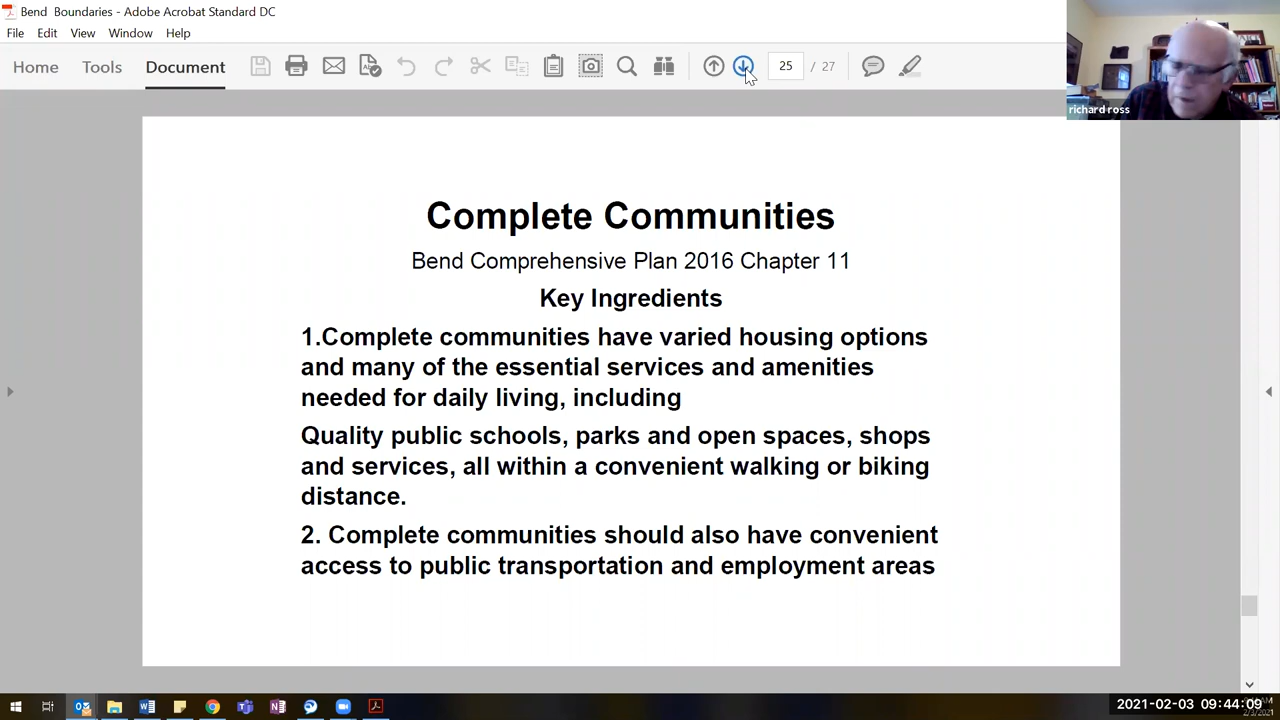 Bend Boundaries - Adobe Acrobat Standard DC
File Edit View Window Help
Home Tools Document 25 / 27
richard ross
Complete Communities
Bend Comprehensive Plan 2016 Chapter 11
Key Ingredients
1.Complete communities have varied housing options
and many of the essential services and amenities
needed for daily living, including
Quality public schools, parks and open spaces, shops
and services, all within a convenient walking or biking
distance.
2. Complete communities should also have convenient
access to public transportation and employment areas
2021-02-03 09:44:09